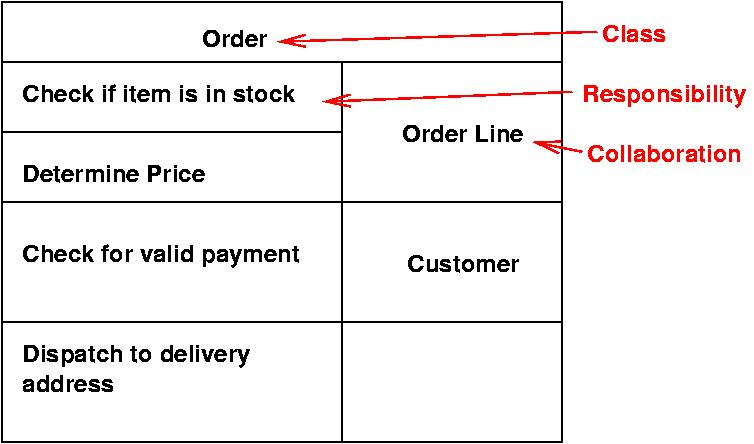 Order
Class
Check if item is in stock
Responsibility
Order Line
Collaboration
Determine Price
Check for valid payment
Customer
Dispatch to delivery
address